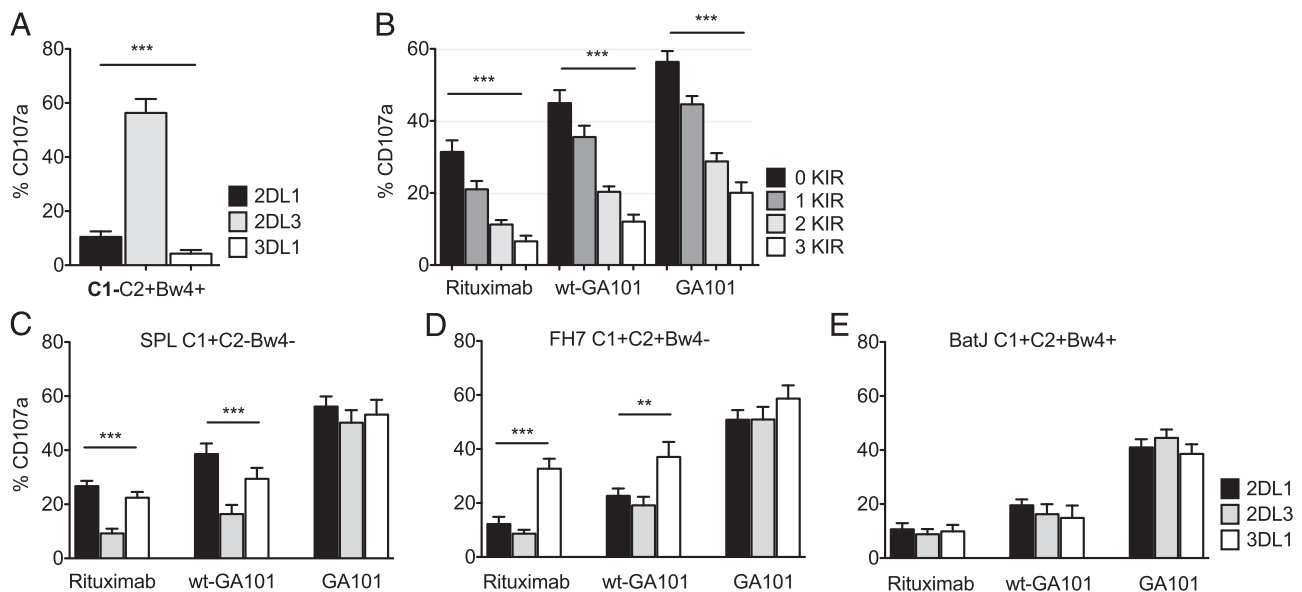 A
% CD107a
80
60
40
20
0
***
C1-C2+Bw4+
2DL1
2DL3
3DL1
B
% CD107a
60
40
20
0
***
***
***
Rituximab
wt-GA101
GA101
0 KIR
1 KIR
2 KIR
3 KIR
C
SPL C1+C2-Bw4-
% CD107a
80
60
40
20
0
***
***
Rituximab
wt-GA101
GA101
D
FH7 C1+C2+Bw4-
80
60
40
20
0
***
**
Rituximab
wt-GA101
GA101
E
BatJ C1+C2+Bw4+
80
60
40
20
0
Rituximab
wt-GA101
GA101
2DL1
2DL3
3DL1